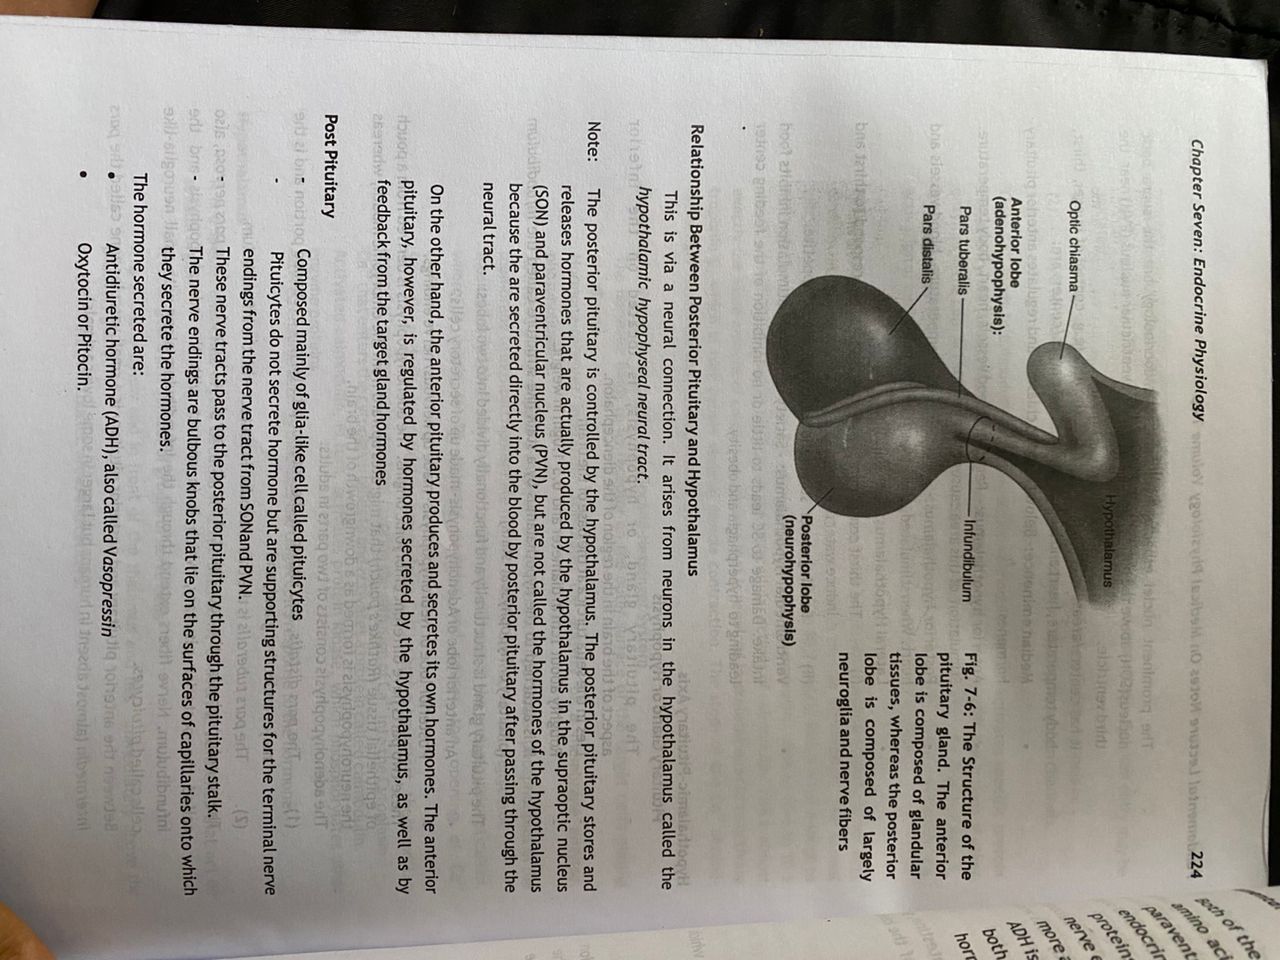 Chapter Seven: Endocrine Physiology
224
Optic chiasma
Hypothalamus
Anterior lobe
(adenohypophysis):
Pars tuberalis
Pars distalis
Infundibulum
Posterior lobe
(neurohypophysis)
Fig. 7-6: The Structure of the
pituitary gland. The anterior
lobe is composed of glandular
tissues, whereas the posterior
lobe is composed of largely
neuroglia and nerve fibers
Relationship Between Posterior Pituitary and Hypothalamus
This is via a neural connection. It arises from neurons in the hypothalamus called the
hypothalamic hypophyseal neural tract.
Note: The posterior pituitary is controlled by the hypothalamus. The posterior pituitary stores and
releases hormones that are actually produced by the hypothalamus in the supraoptic nucleus
(SON) and paraventricular nucleus (PVN), but are not called the hormones of the hypothalamus
because the are secreted directly into the blood by posterior pituitary after passing through the
neural tract.
On the other hand, the anterior pituitary produces and secretes its own hormones. The anterior
pituitary, however, is regulated by hormones secreted by the hypothalamus, as well as by
feedback from the target gland hormones
Post Pituitary
- Composed mainly of glia-like cell called pituicytes
- Pituicytes do not secrete hormone but are supporting structures for the terminal nerve
endings from the nerve tract from SONand PVN.
- These nerve tracts pass to the posterior pituitary through the pituitary stalk.
- The nerve endings are bulbous knobs that lie on the surfaces of capillaries onto which
they secrete the hormones.
The hormone secreted are:
• Antidiuretic hormone (ADH), also called Vasopressin
• Oxytocin or Pitocin.
Both of the
amino aci
paravent
endocrin
protein
nerve e
more a
ADH is
both
horr